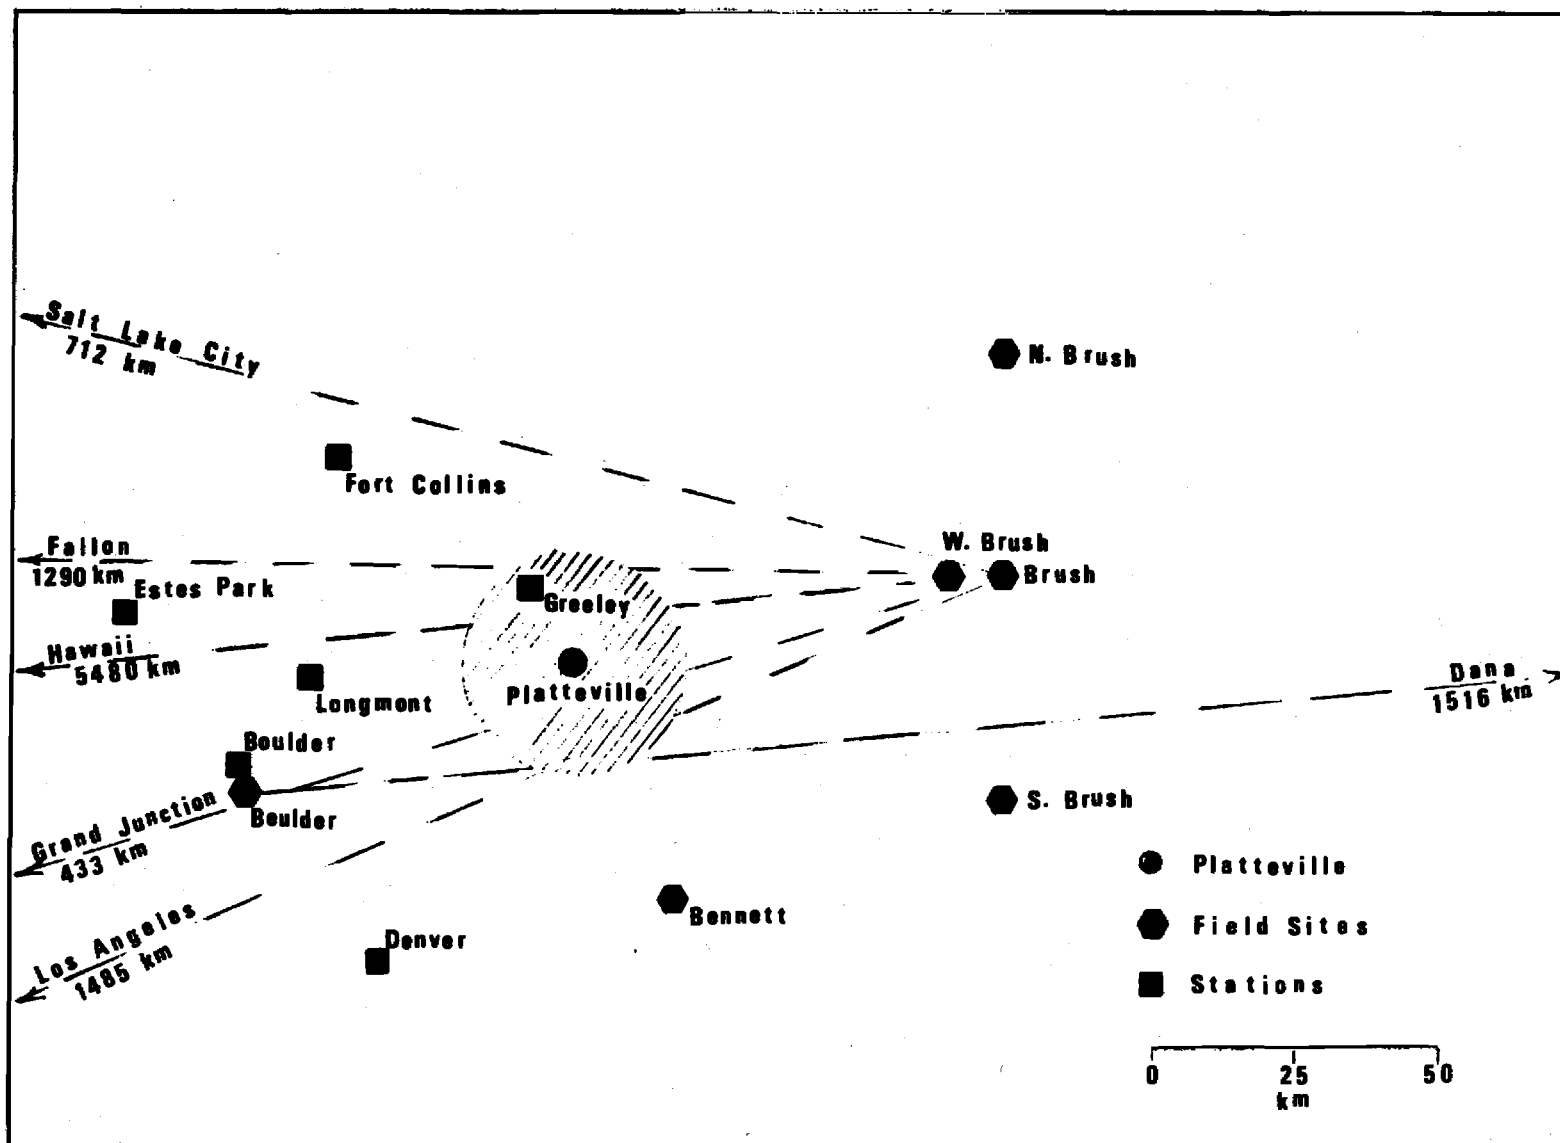 Salt Lake City
712 km
N. Brush
Fort Collins
W. Brush
Fallon
1290 km
Brush
Estes Park
Greeley
Hawaii
5480 km
Dana
1516 km
Platteville
Longmont
Boulder
Boulder
Grand Junction
433 km
S. Brush
Platteville
Bennett
Field Sites
Los Angeles
1485 km
Denver
Stations
0 25 50
km